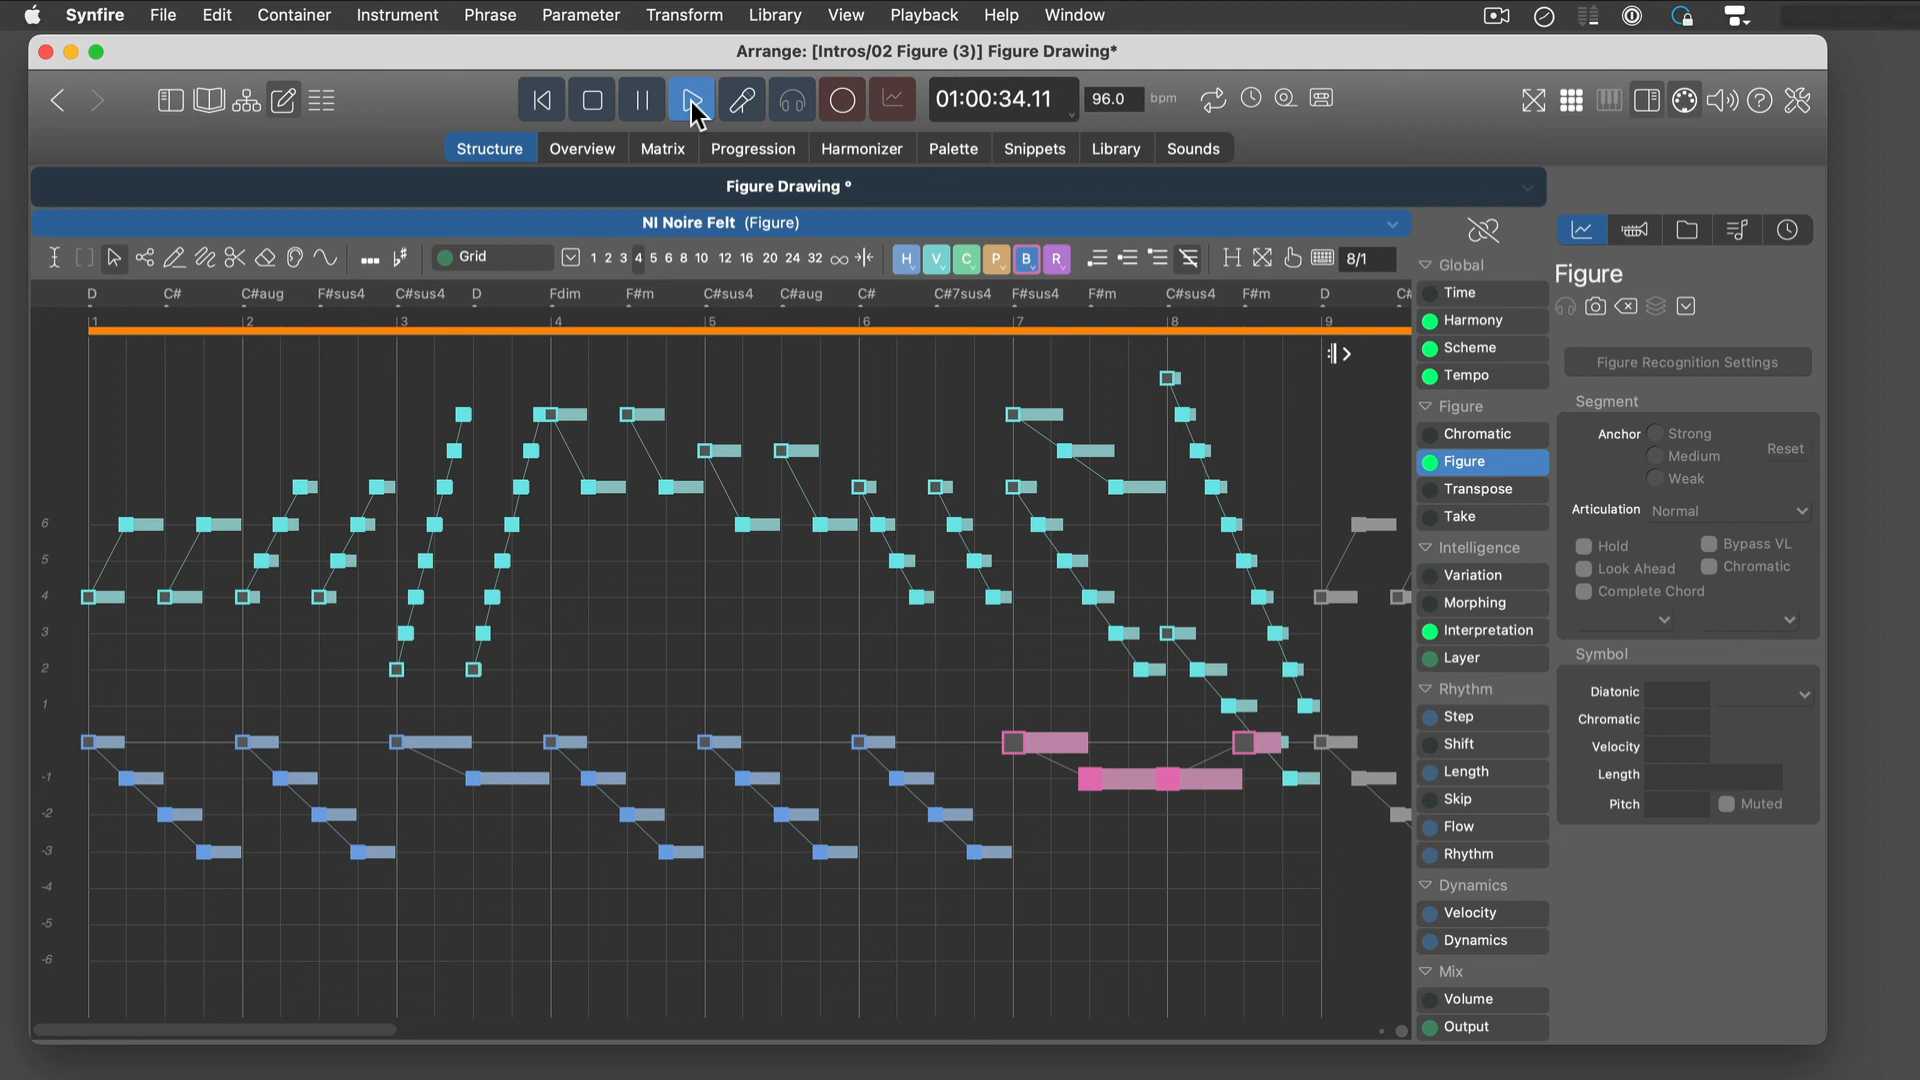 Synfire File Edit Container Instrument Phrase Parameter Transform Library View Playback Help Window
Arrange: [Intros/02 Figure (3)] Figure Drawing*
01:00:34.11 96.0 bpm
Structure Overview Matrix Progression Harmonizer Palette Snippets Library Sounds
Figure Drawing °
NI Noire Felt (Figure)
Grid 1 2 3 4 5 6 8 10 12 16 20 24 32 ∞ H V C P B R 8/1
D C# C#aug F#sus4 C#sus4 D Fdim F#m C#sus4 C#aug C# C#7sus4 F#sus4 F#m C#sus4 F#m D C#
1 2 3 4 5 6 7 8 9
6
5
4
3
2
1
-1
-2
-3
-4
-5
-6
Global
Time
Harmony
Scheme
Tempo
Figure
Chromatic
Figure
Transpose
Take
Intelligence
Variation
Morphing
Interpretation
Layer
Rhythm
Step
Shift
Length
Skip
Flow
Rhythm
Dynamics
Velocity
Dynamics
Mix
Volume
Output
Figure
Figure Recognition Settings
Segment
Anchor Strong
Medium Reset
Weak
Articulation Normal
Hold Bypass VL
Look Ahead Chromatic
Complete Chord
Symbol
Diatonic
Chromatic
Velocity
Length
Pitch Muted